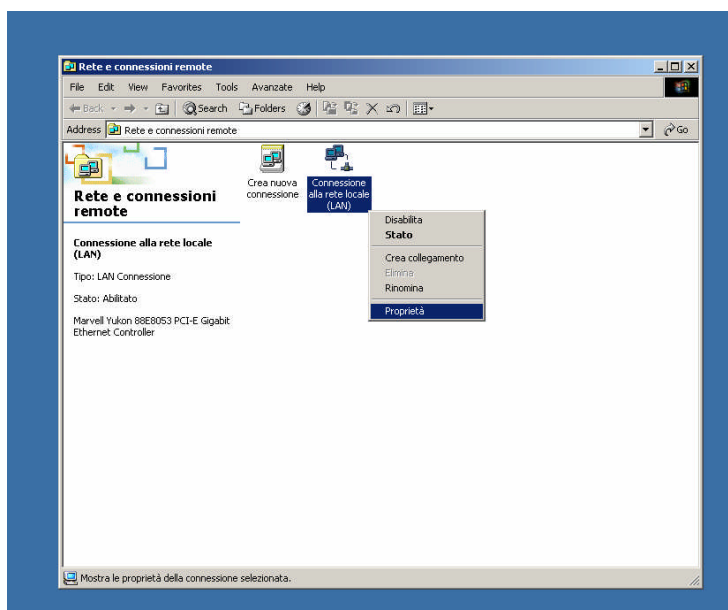 Rete e connessioni remote
File Edit View Favorites Tools Avanzate Help
Back Search Folders
Address Rete e connessioni remote Go
Rete e connessioni
remote
Connessione alla rete locale
(LAN)
Tipo: LAN Connessione
Stato: Abilitato
Marvell Yukon 88E8053 PCI-E Gigabit
Ethernet Controller
Crea nuova
connessione
Connessione
alla rete locale
(LAN)
Disabilita
Stato
Crea collegamento
Elimina
Rinomina
Proprietà
Mostra le proprietà della connessione selezionata.